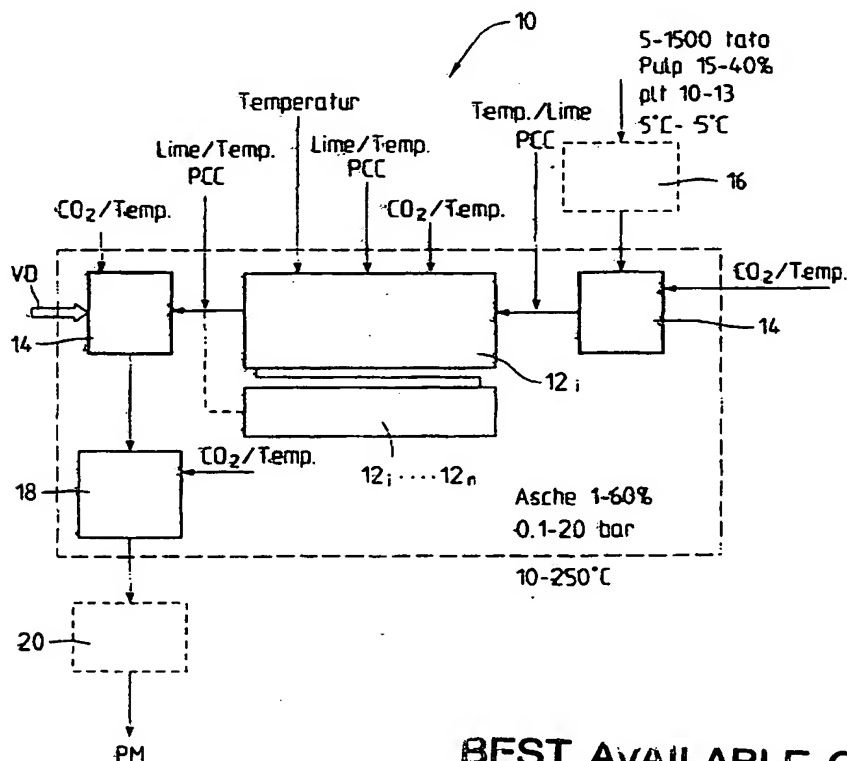 10
5-1500 tato
Pulp 15-40%
plt 10-13
5°C- 5°C
Temperatur
Temp./Lime
PCC
Lime/Temp.
PCC
Lime/Temp.
PCC
16
CO2/Temp.
CO2/Temp.
CO2/Temp.
VD
14
14
12i
12i....12n
CO2/Temp.
18
Asche 1-60%
0.1-20 bar
10-250°C
20
PM
BEST AVAILABLE